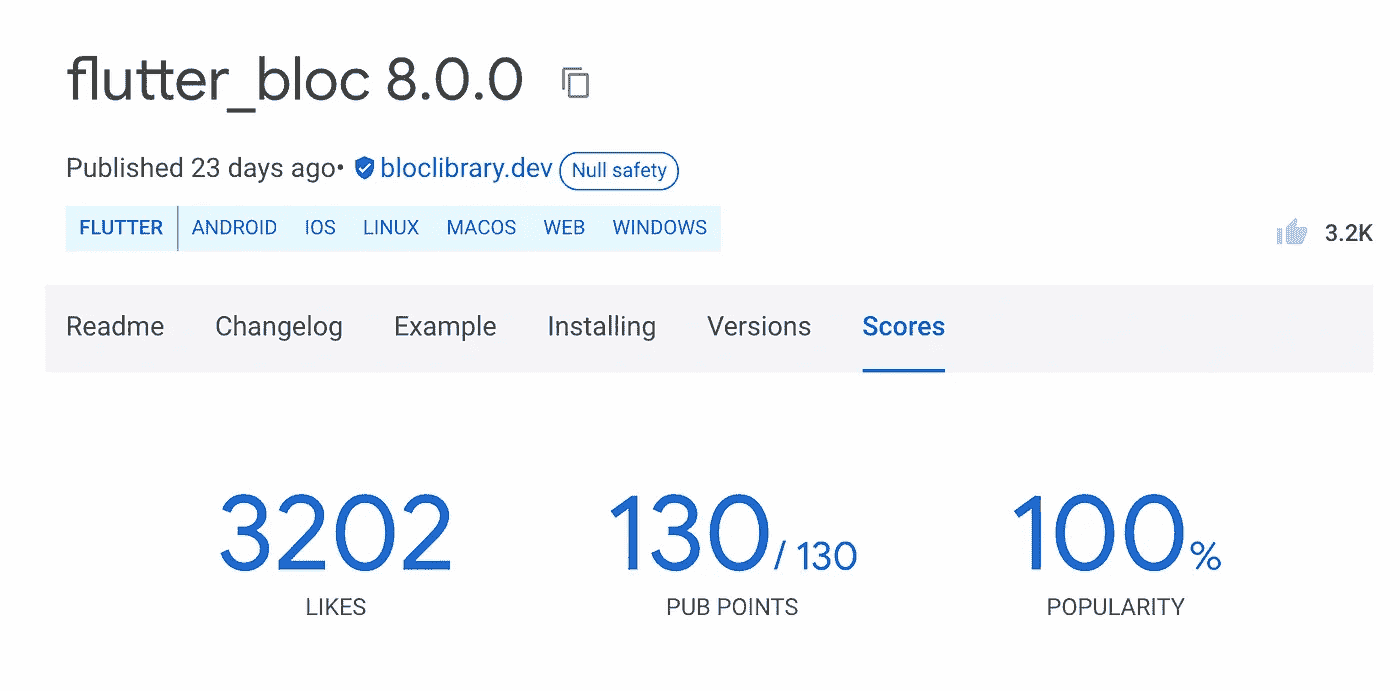 flutter_bloc 8.0.0
Published 23 days ago• bloclibrary.dev Null safety
FLUTTER ANDROID IOS LINUX MACOS WEB WINDOWS
3.2K
Readme Changelog Example Installing Versions Scores
3202 130/ 130 100%
LIKES PUB POINTS POPULARITY